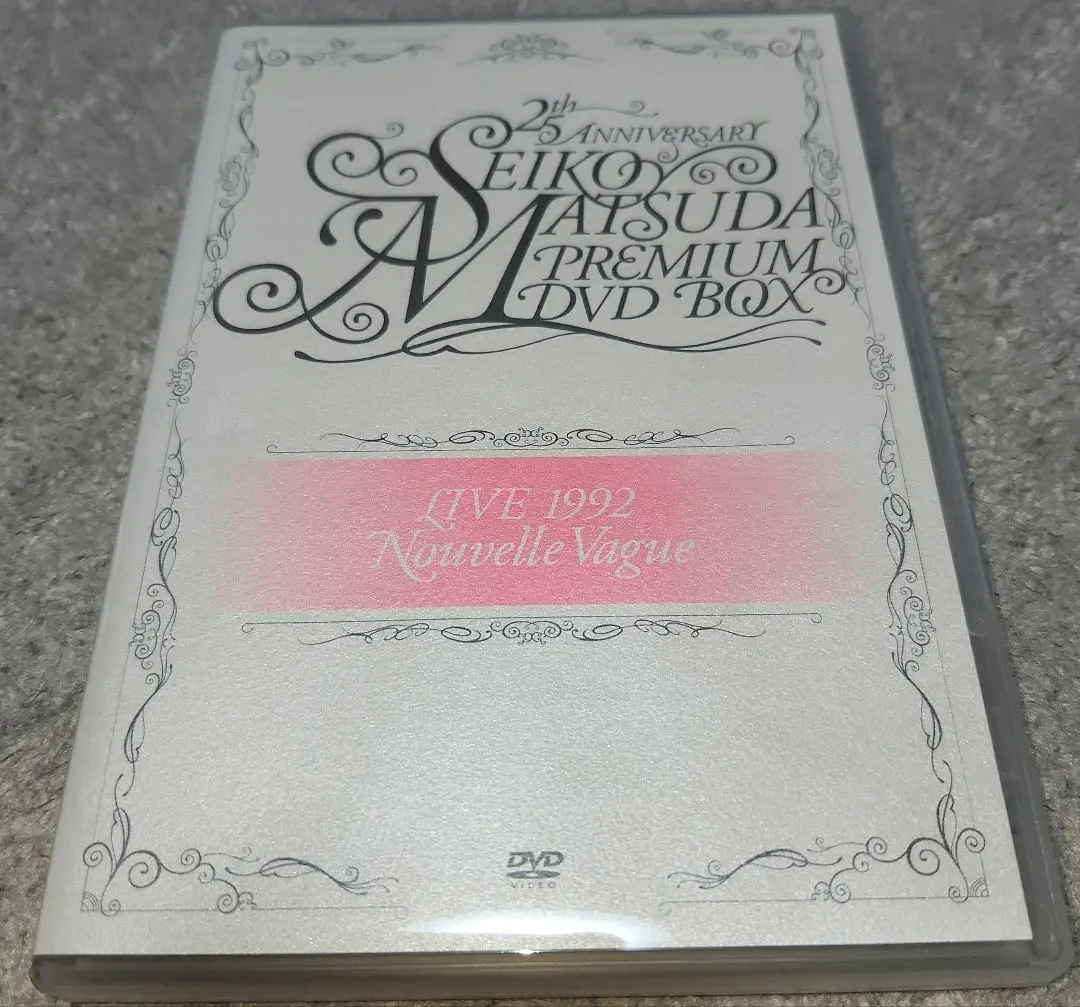 25th ANNIVERSARY
SEIKO
MATSUDA
PREMIUM
DVD BOX
LIVE 1992
Nouvelle Vague
DVD
VIDEO